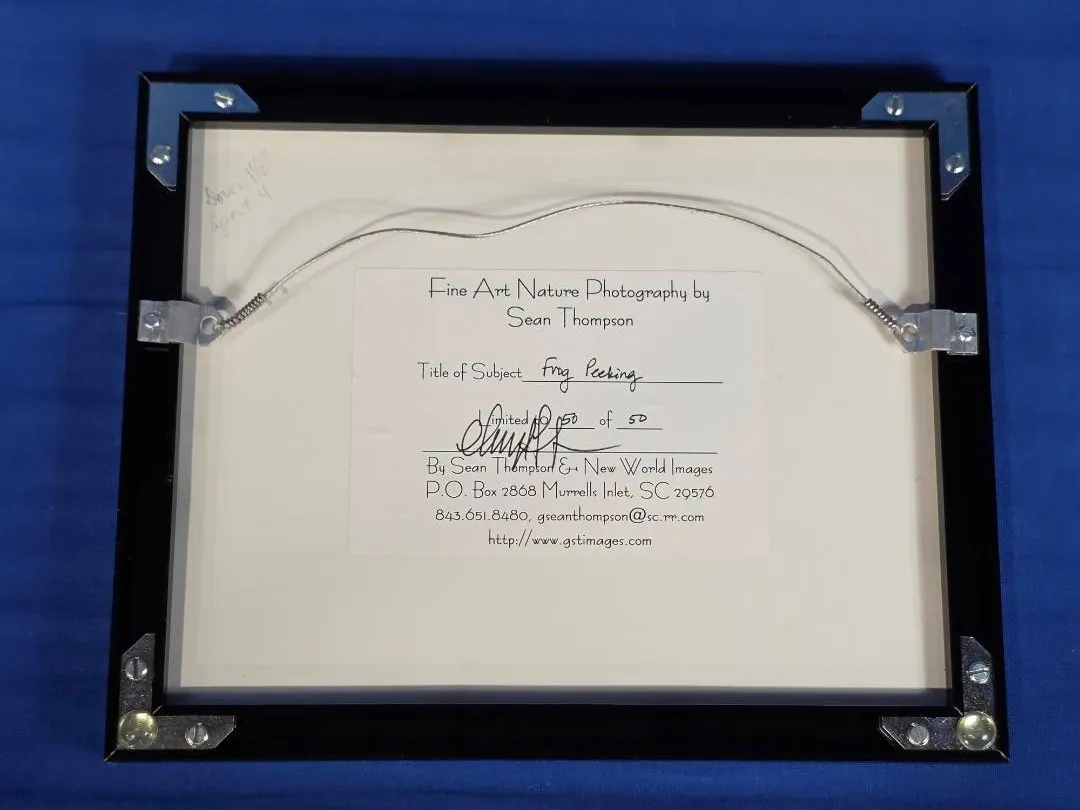 Fine Art Nature Photography by
Sean Thompson
Title of Subject Frog Peeking
Limited to 50 of 50
By Sean Thompson & New World Images
P.O. Box 2868 Murrells Inlet, SC 29576
843.651.8480, gseanthompson@sc.rr.com
http://www.gstimages.com